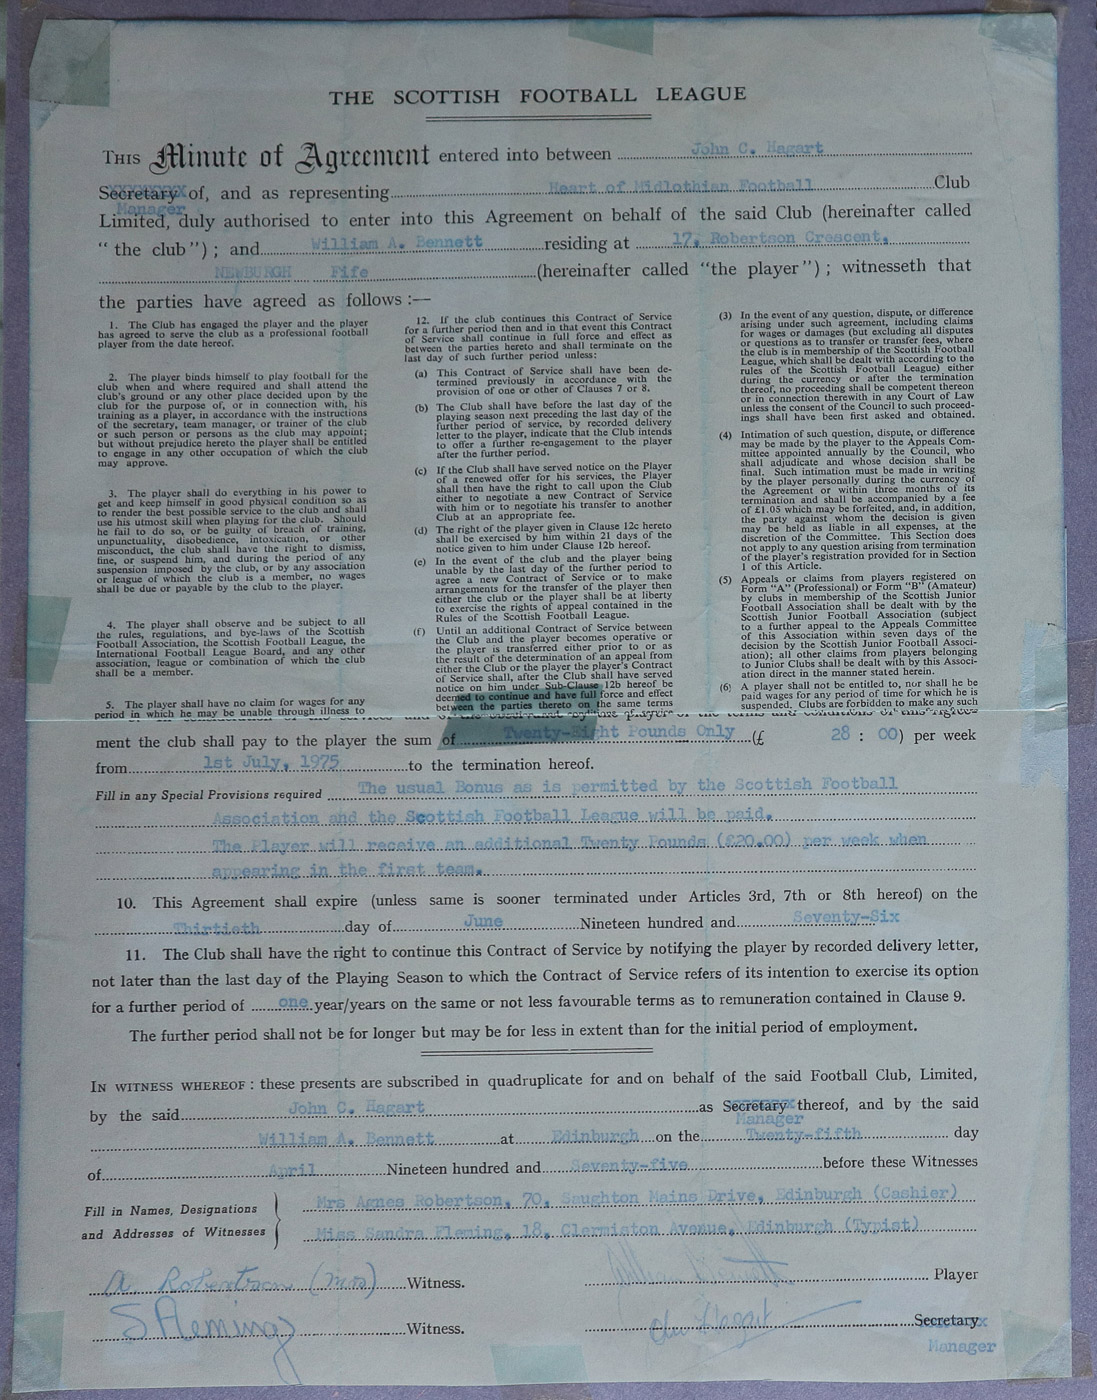 THE SCOTTISH FOOTBALL LEAGUE
THIS Minute of Agreement entered into between John C. Hagart
Secretary of, and as representing Heart of Midlothian Football Club
Manager
Limited, duly authorised to enter into this Agreement on behalf of the said Club (hereinafter called
"the club"); and William A. Bennett residing at 17, Robertson Crescent,
NEWBURGH Fife (hereinafter called "the player"); witnesseth that
the parties have agreed as follows :—
1. The Club has engaged the player and the player
has agreed to serve the club as a professional football
player from the date hereof.
2. The player binds himself to play football for the
club when and where required and shall attend the
club's ground or any other place decided upon by the
club for the purpose of, or in connection with, his
training as a player, in accordance with the instructions
of the secretary, team manager, or trainer of the club
or such person or persons as the club may appoint;
but without prejudice hereto the player shall be entitled
to engage in any other occupation of which the club
may approve.
3. The player shall do everything in his power to
get and keep himself in good physical condition so as
to render the best possible service to the club and shall
use his utmost skill when playing for the club. Should
he fail to do so, or be guilty of breach of training,
unpunctuality, disobedience, intoxication, or other
misconduct, the club shall have the right to dismiss,
fine, or suspend him, and during the period of any
suspension imposed by the club, or by any association
or league of which the club is a member, no wages
shall be due or payable by the club to the player.
4. The player shall observe and be subject to all
the rules, regulations, and bye-laws of the Scottish
Football Association, the Scottish Football League, the
International Football League Board, and any other
association, league or combination of which the club
shall be a member.
5. The player shall have no claim for wages for any
period in which he may be unable through illness to
12. If the club continues this Contract of Service
for a further period then and in that event this Contract
of Service shall continue in full force and effect as
between the parties hereto and shall terminate on the
last day of such further period unless:
(a) This Contract of Service shall have been de-
termined previously in accordance with the
provision of one or other of Clauses 7 or 8.
(b) The Club shall have before the last day of the
playing season next preceding the last day of the
further period of service, by recorded delivery
letter to the player, indicate that the Club intends
to offer a further re-engagement to the player
after the further period.
(c) If the Club shall have served notice on the Player
of a renewed offer for his services, the Player
shall then have the right to call upon the Club
either to negotiate a new Contract of Service
with him or to negotiate his transfer to another
Club at an appropriate fee.
(d) The right of the player given in Clause 12c hereto
shall be exercised by him within 21 days of the
notice given to him under Clause 12b hereof.
(e) In the event of the club and the player being
unable by the last day of the further period to
agree a new Contract of Service or to make
arrangements for the transfer of the player then
either the club or the player shall be at liberty
to exercise the rights of appeal contained in the
Rules of the Scottish Football League.
(f) Until an additional Contract of Service between
the Club and the player becomes operative or
the player is transferred either prior to or as
the result of the determination of an appeal from
either the Club or the player the player's Contract
of Service shall, after the Club shall have served
notice on him under Sub-Clause 12b hereof be
deemed to continue and have full force and effect
between the parties thereto on the same terms
(3) In the event of any question, dispute, or difference
arising under such agreement, including claims
for wages or damages (but excluding all disputes
or questions as to transfer or transfer fees, where
the club is in membership of the Scottish Football
League, which shall be dealt with according to the
rules of the Scottish Football League) either
during the currency or after the termination
thereof, no proceeding shall be competent thereon
or in connection therewith in any Court of Law
unless the consent of the Council to such proceed-
ings shall have been first asked and obtained.
(4) Intimation of such question, dispute, or difference
may be made by the player to the Appeals Com-
mittee appointed annually by the Council, who
shall adjudicate and whose decision shall be
final. Such intimation must be made in writing
by the player personally during the currency of
the Agreement or within three months of its
termination and shall be accompanied by a fee
of £1.05 which may be forfeited, and, in addition,
the party against whom the decision is given
may be held as liable in all expenses, at the
discretion of the Committee. This Section does
not apply to any question arising from termination
of the player's registration provided for in Section
1 of this Article.
(5) Appeals or claims from players registered on
Form "A" (Professional) or Form "B" (Amateur)
by clubs in membership of the Scottish Junior
Football Association shall be dealt with by the
Scottish Junior Football Association (subject
to a further appeal to the Appeals Committee
of this Association within seven days of the
decision by the Scottish Junior Football Associ-
ation); all other claims from players belonging
to Junior Clubs shall be dealt with by this Associ-
ation direct in the manner stated herein.
(6) A player shall not be entitled to, nor shall he be
paid wages for any period of time for which he is
suspended. Clubs are forbidden to make any such
ment the club shall pay to the player the sum of Twenty-Eight Pounds Only (£ 28 : 00) per week
from 1st July, 1975 to the termination hereof.
Fill in any Special Provisions required The usual Bonus as is permitted by the Scottish Football
Association and the Scottish Football League will be paid.
The Player will receive an additional Twenty Pounds (£20.00) per week when
appearing in the first team.
10. This Agreement shall expire (unless same is sooner terminated under Articles 3rd, 7th or 8th hereof) on the
Thirtieth day of June Nineteen hundred and Seventy-Six
11. The Club shall have the right to continue this Contract of Service by notifying the player by recorded delivery letter,
not later than the last day of the Playing Season to which the Contract of Service refers of its intention to exercise its option
for a further period of one year/years on the same or not less favourable terms as to remuneration contained in Clause 9.
The further period shall not be for longer but may be for less in extent than for the initial period of employment.
IN WITNESS WHEREOF: these presents are subscribed in quadruplicate for and on behalf of the said Football Club, Limited,
by the said John C. Hagart as Secretary thereof, and by the said
Manager
William A. Bennett at Edinburgh on the Twenty-fifth day
of April Nineteen hundred and Seventy-five before these Witnesses
Fill in Names, Designations
and Addresses of Witnesses
Mrs Agnes Robertson, 70, Saughton Mains Drive, Edinburgh (Cashier)
Miss Sandra Fleming, 18, Clermiston Avenue, Edinburgh (Typist)
A. Robertson (Mrs) Witness. William Bennett Player
S Fleming Witness. John Hagart Secretary
Manager